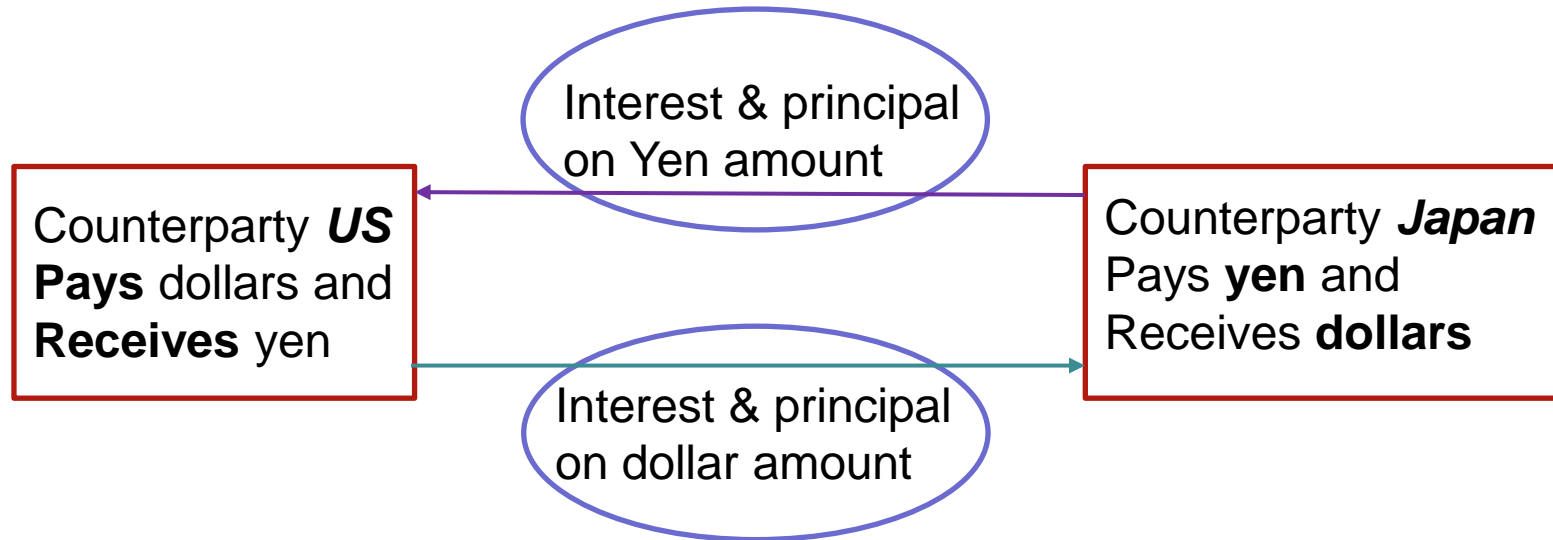 Interest & principal
on Yen amount
Counterparty US
Pays dollars and
Receives yen
Counterparty Japan
Pays yen and
Receives dollars
Interest & principal
on dollar amount